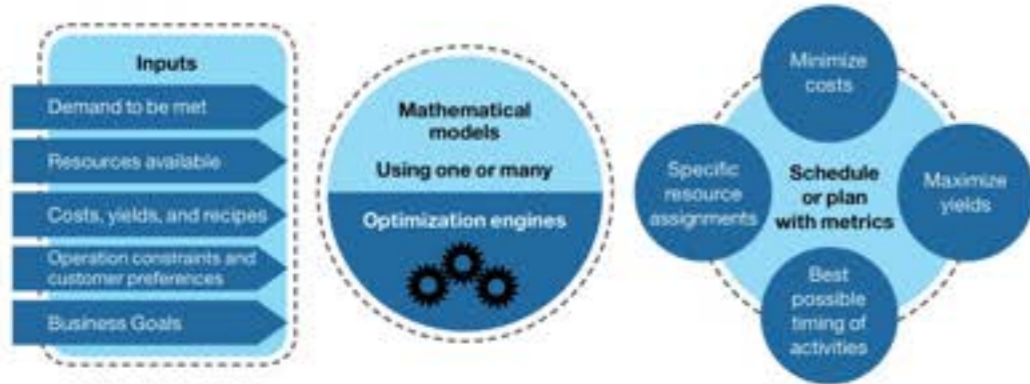 Inputs
Demand to be met
Resources available
Costs, yields, and recipes
Operation constraints and
customer preferences
Business Goals
Mathematical
models
Using one or many
Optimization engines
Minimize
costs
Specific
resource
assignments
Schedule
or plan
with metrics
Maximize
yields
Best
possible
timing of
activities